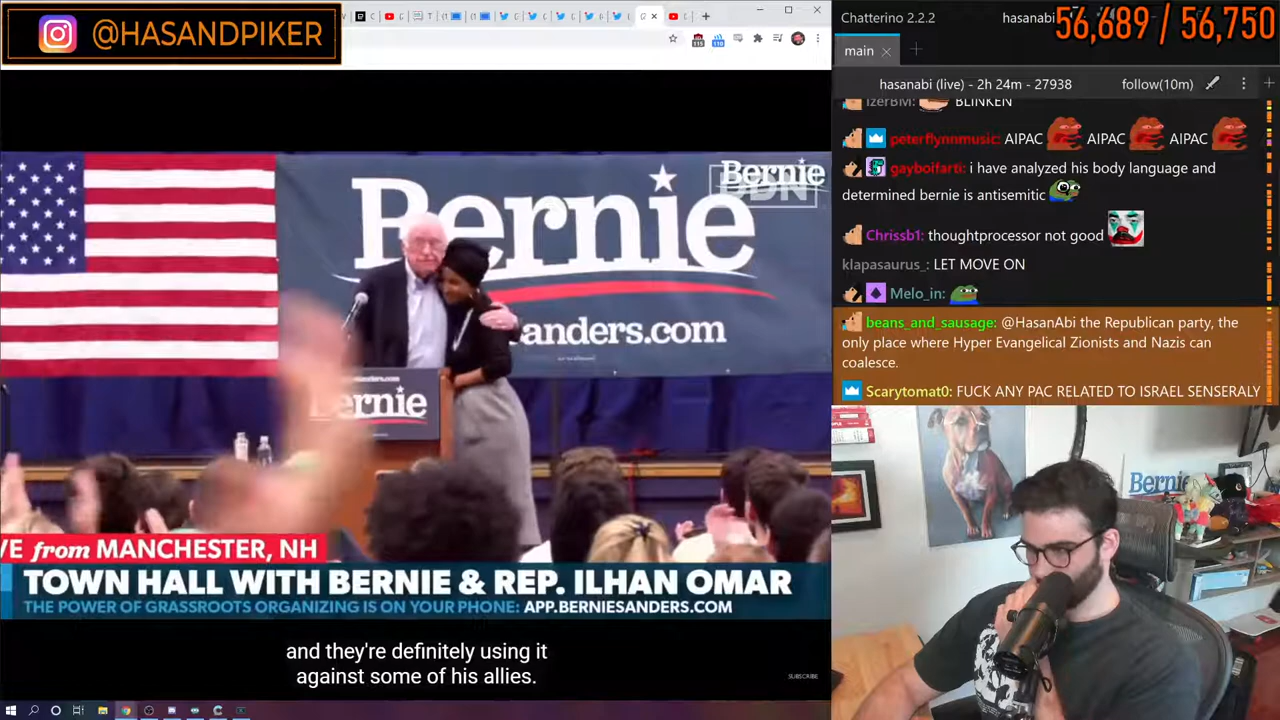 @HASANDPIKER
Chatterino 2.2.2
hasanabi
56,689 / 56,750
main
hasanabi (live) - 2h 24m - 27938
follow(10m)
BLINKEN
peterflynnmusic: AIPAC AIPAC AIPAC
gayboifarti: i have analyzed his body language and
determined bernie is antisemitic
Chrissb1: thoughtprocessor not good
klapasaurus_: LET MOVE ON
Melo_in:
beans_and_sausage: @HasanAbi the Republican party, the
only place where Hyper Evangelical Zionists and Nazis can
coalesce.
Scarytomat0: FUCK ANY PAC RELATED TO ISRAEL SENSERALY
Bernie
Bernie
anders.com
ernie
VE from MANCHESTER, NH
TOWN HALL WITH BERNIE & REP. ILHAN OMAR
THE POWER OF GRASSROOTS ORGANIZING IS ON YOUR PHONE: APP.BERNIESANDERS.COM
and they're definitely using it
against some of his allies.
SUBSCRIBE
Bernie